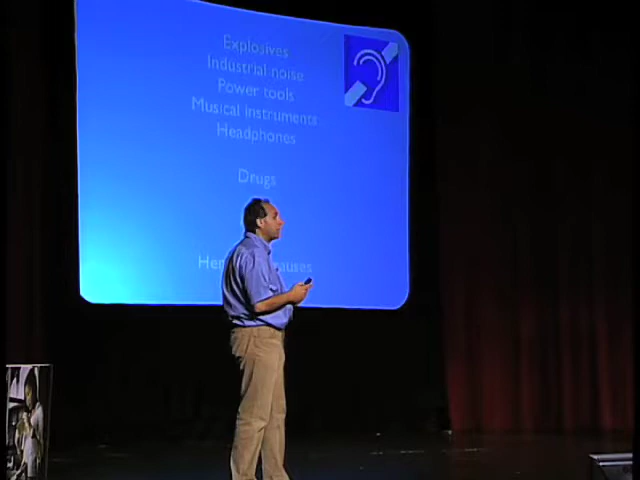 Explosives
Industrial noise
Power tools
Musical instruments
Headphones
Drugs